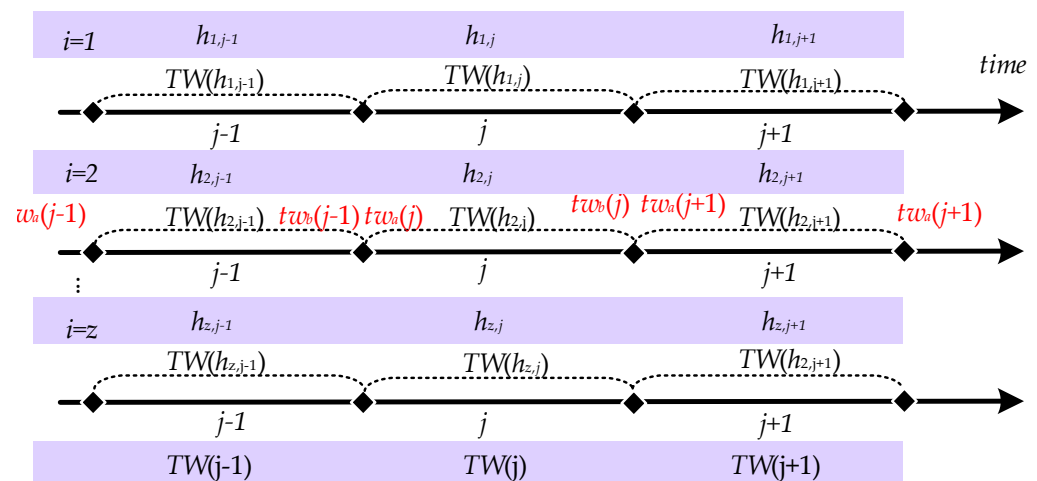 i=1 h1,j-1 h1,j h1,j+1
time
TW(h1,j-1) TW(h1,j) TW(h1,j+1)
j-1 j j+1
i=2 h2,j-1 h2,j h2,j+1
wa(j-1) TW(h2,j-1) twb(j-1) twa(j) TW(h2,j) twb(j) twa(j+1) TW(h2,j+1) twa(j+1)
j-1 j j+1
⋮
i=z hz,j-1 hz,j hz,j+1
TW(hz,j-1) TW(hz,j) TW(h2,j+1)
j-1 j j+1
TW(j-1) TW(j) TW(j+1)